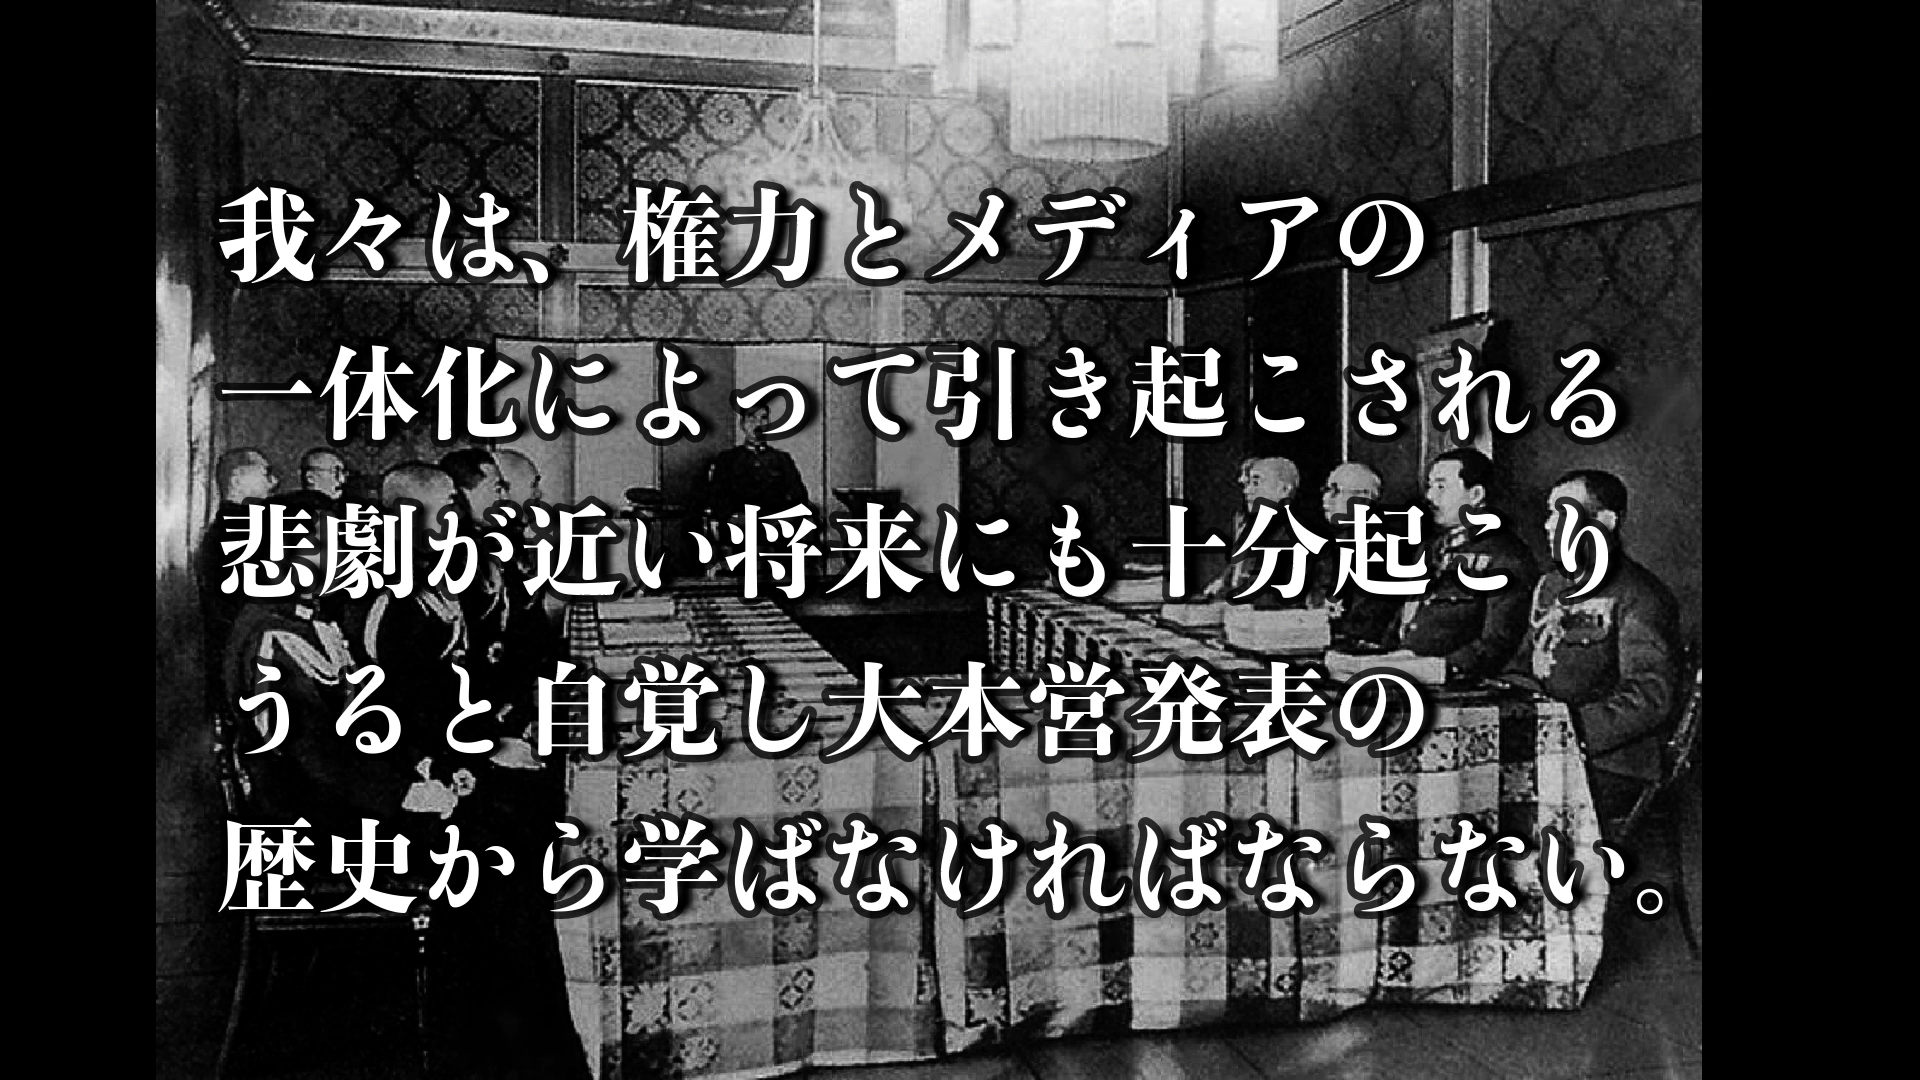 我々は、権力とメディアの
一体化によって引き起こされる
悲劇が近い将来にも十分起こり
うると自覚し大本営発表の
歴史から学ばなければならない。